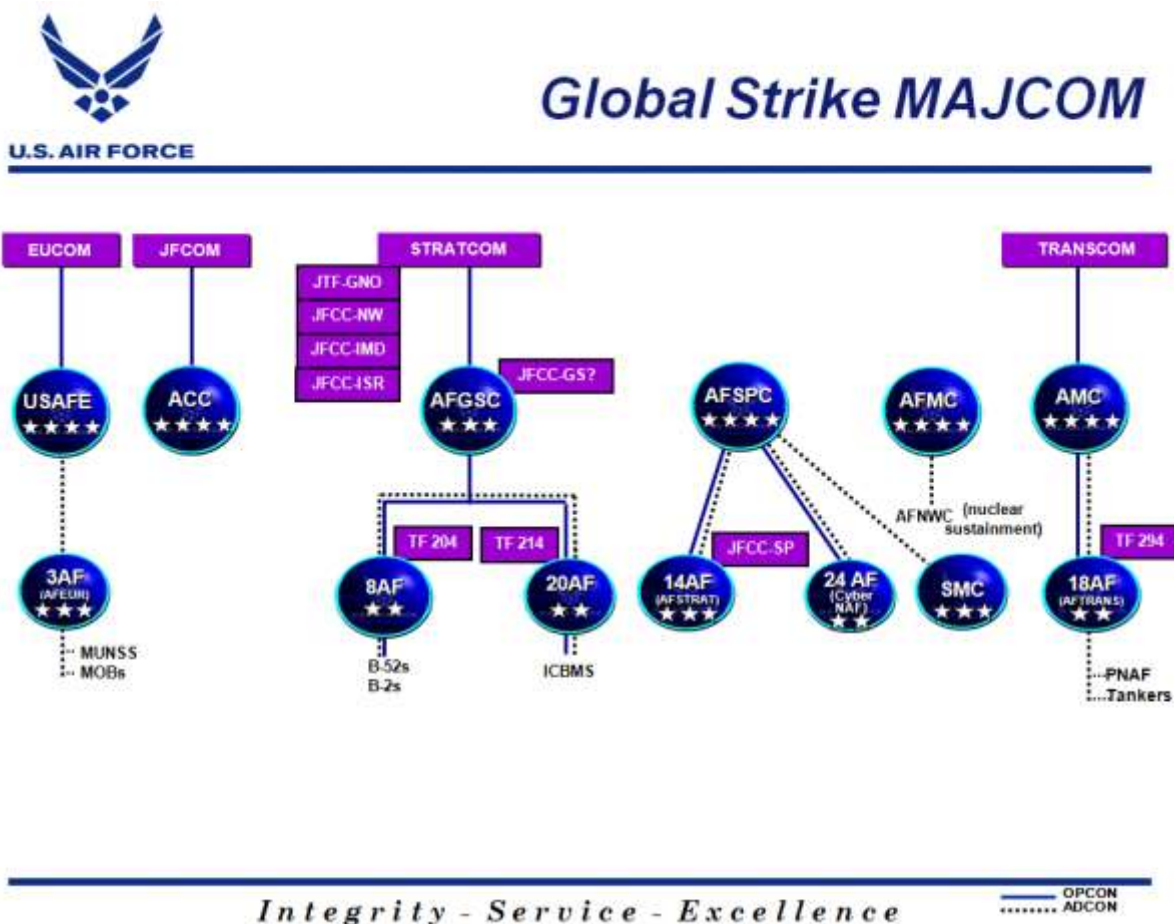 U.S. AIR FORCE
Global Strike MAJCOM
EUCOM
JFCOM
STRATCOM
TRANSCOM
JTF-GNO
JFCC-NW
JFCC-IMD
JFCC-ISR
JFCC-GS?
USAFE
ACC
AFGSC
AFSPC
AFMC
AMC
AFNWC (nuclear
sustainment)
TF 204
TF 214
JFCC-SP
TF 294
3AF
(AFEUR)
8AF
20AF
14AF
(AFSTRAT)
24 AF
(Cyber
NAF)
SMC
18AF
(AFTRANS)
MUNSS
MOBs
B-52s
B-2s
ICBMS
PNAF
Tankers
Integrity - Service - Excellence
OPCON
ADCON